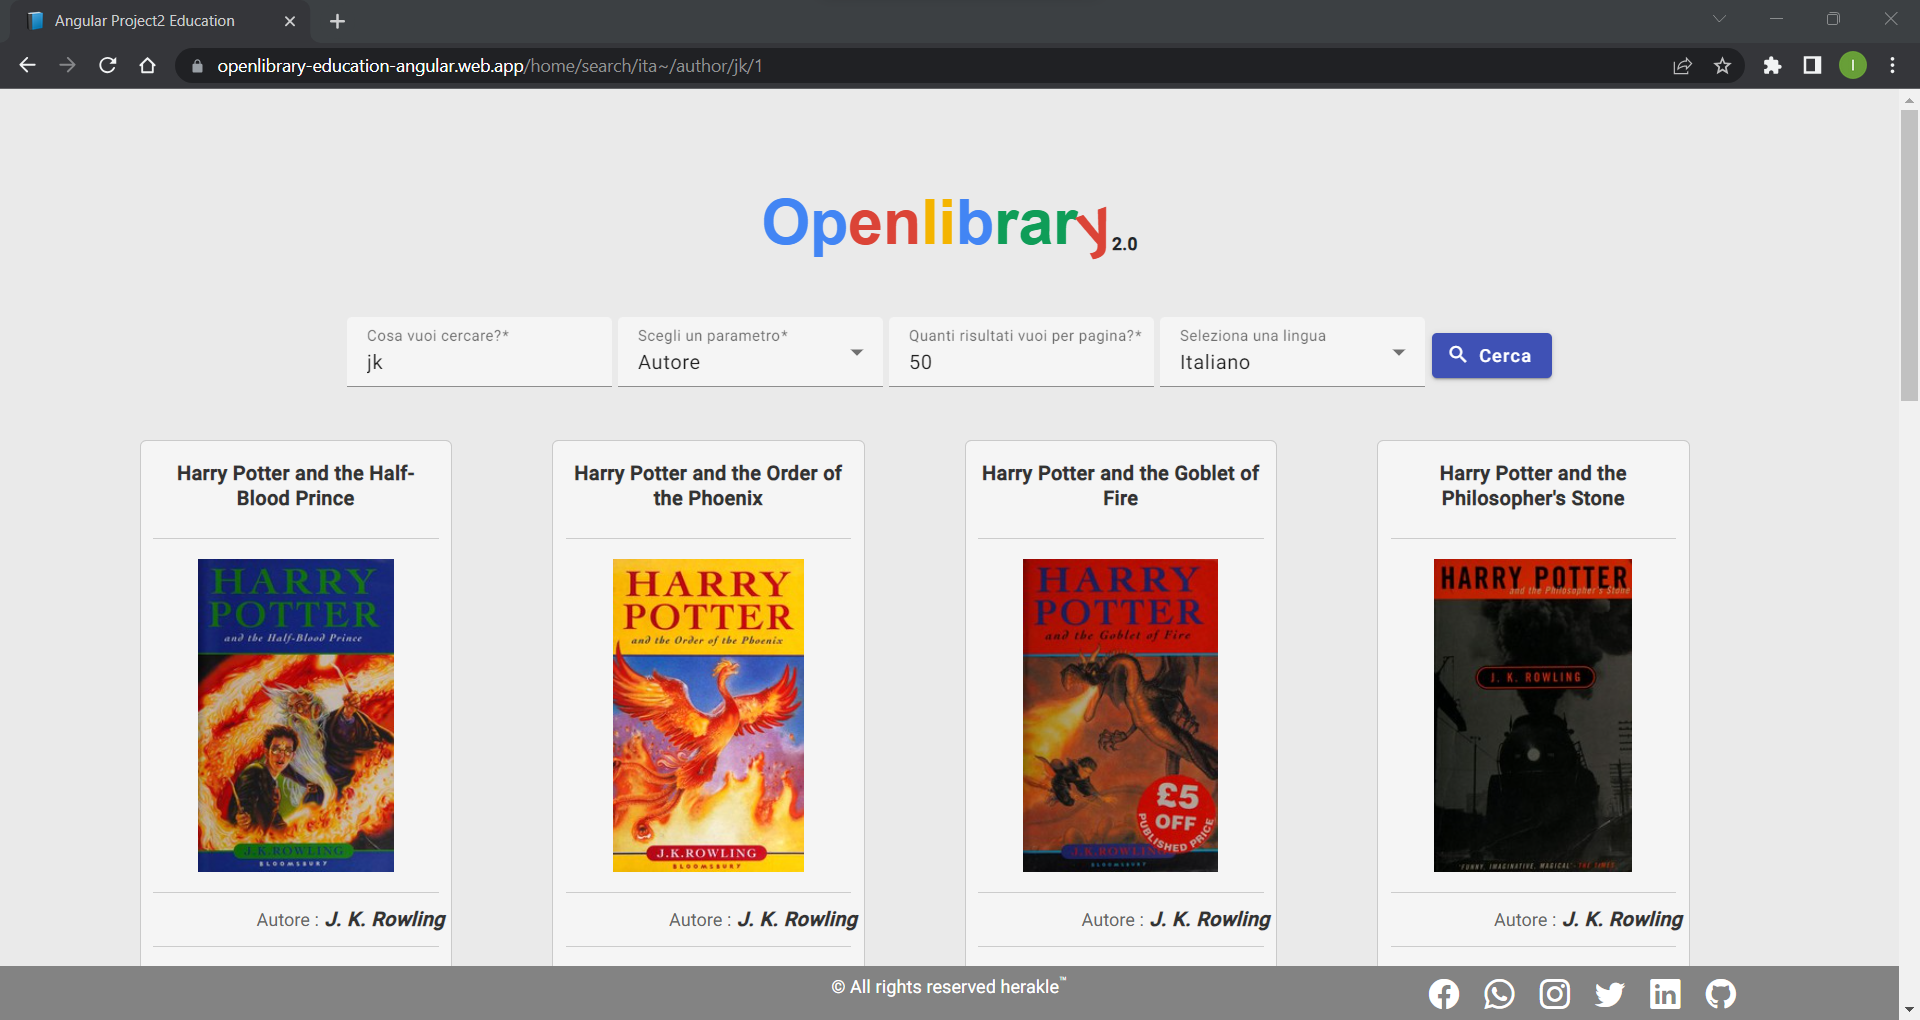 Angular Project2 Education
openlibrary-education-angular.web.app/home/search/ita~/author/jk/1
I
Openlibrary 2.0
Cosa vuoi cercare?*
jk
Scegli un parametro*
Autore
Quanti risultati vuoi per pagina?*
50
Seleziona una lingua
Italiano
Cerca
Harry Potter and the Half-
Blood Prince
HARRY
POTTER
and the Half-Blood Prince
J.K.ROWLING
BLOOMSBURY
Autore : J. K. Rowling
Harry Potter and the Order of
the Phoenix
HARRY
POTTER
and the Order of the Phoenix
J.K.ROWLING
BLOOMSBURY
Autore : J. K. Rowling
Harry Potter and the Goblet of
Fire
HARRY
POTTER
and the Goblet of Fire
£5
OFF
PUBLISHED PRICE
J.K.ROWLING
BLOOMSBURY
Autore : J. K. Rowling
Harry Potter and the
Philosopher's Stone
HARRY POTTER
and the Philosopher's Stone
J. K. ROWLING
'FUNNY, IMAGINATIVE, MAGICAL' - THE TIMES
Autore : J. K. Rowling
© All rights reserved herakle™